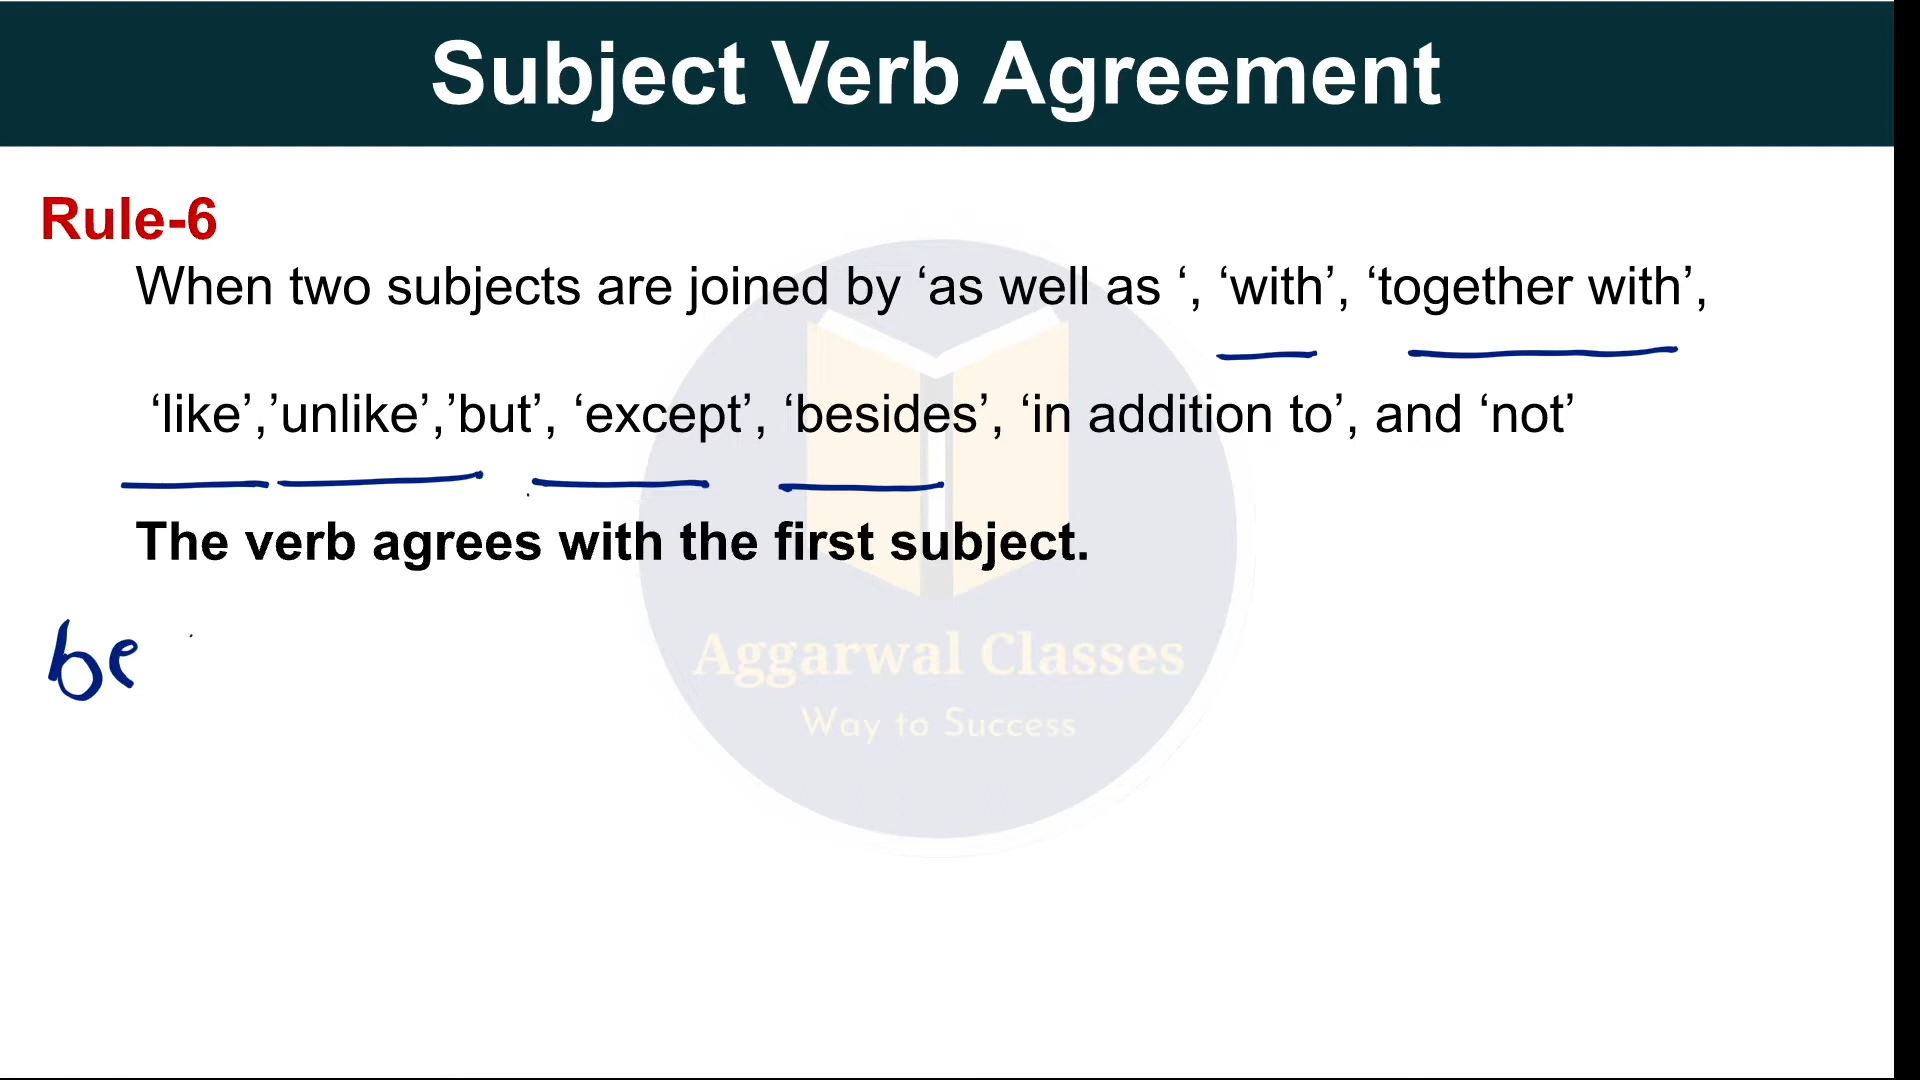 Subject Verb Agreement
Rule-6
When two subjects are joined by ‘as well as ‘, ‘with’, ‘together with’,
‘like’,’unlike’,’but’, ‘except’, ‘besides’, ‘in addition to’, and ‘not’
The verb agrees with the first subject.
be
Aggarwal Classes
Way to Success